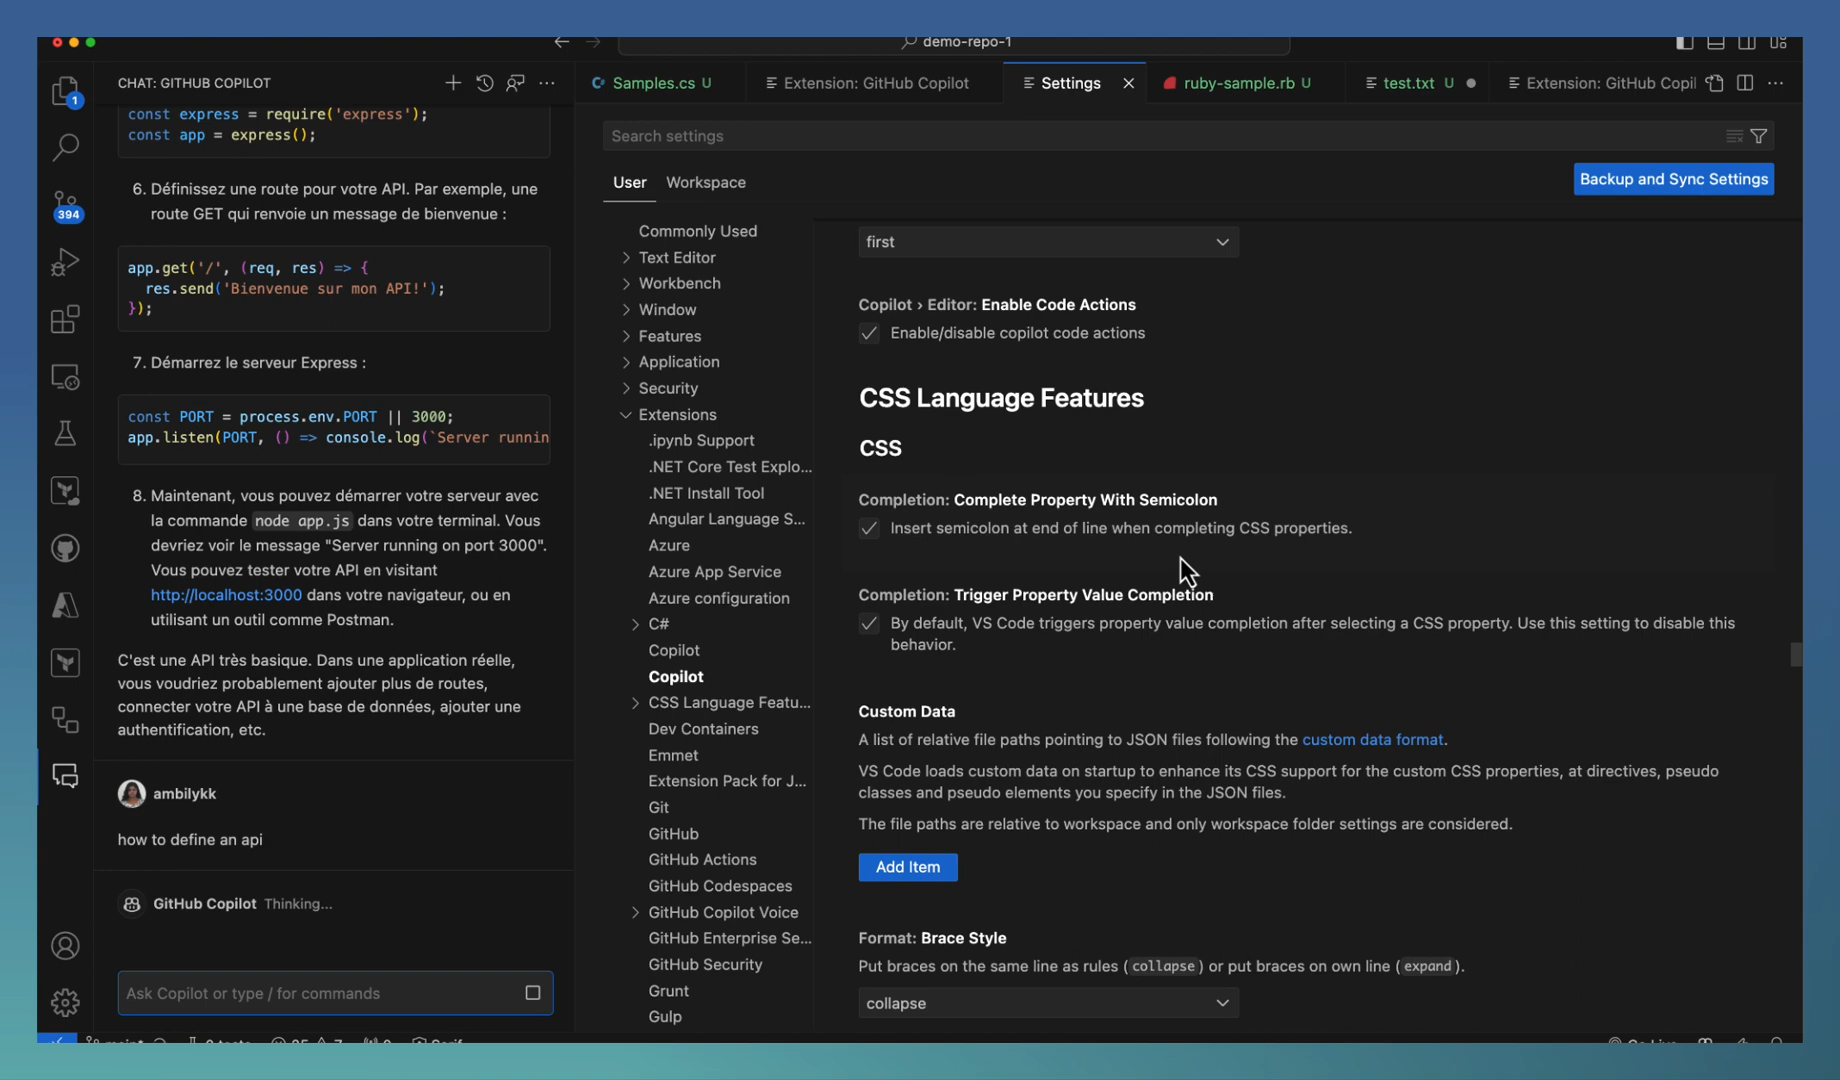 demo-repo-1
CHAT: GITHUB COPILOT
Samples.cs U
Extension: GitHub Copilot
Settings
ruby-sample.rb U
test.txt U
Extension: GitHub Copil
1
394
const express = require('express');
const app = express();
6. Définissez une route pour votre API. Par exemple, une
route GET qui renvoie un message de bienvenue :
app.get('/', (req, res) => {
res.send('Bienvenue sur mon API!');
});
7. Démarrez le serveur Express :
const PORT = process.env.PORT || 3000;
app.listen(PORT, () => console.log(`Server runnin
8. Maintenant, vous pouvez démarrer votre serveur avec
la commande node app.js dans votre terminal. Vous
devriez voir le message "Server running on port 3000".
Vous pouvez tester votre API en visitant
http://localhost:3000 dans votre navigateur, ou en
utilisant un outil comme Postman.
C'est une API très basique. Dans une application réelle,
vous voudriez probablement ajouter plus de routes,
connecter votre API à une base de données, ajouter une
authentification, etc.
ambilykk
how to define an api
GitHub Copilot Thinking...
Ask Copilot or type / for commands
Search settings
User
Workspace
Backup and Sync Settings
Commonly Used
Text Editor
Workbench
Window
Features
Application
Security
Extensions
.ipynb Support
.NET Core Test Explo...
.NET Install Tool
Angular Language S...
Azure
Azure App Service
Azure configuration
C#
Copilot
Copilot
CSS Language Featu...
Dev Containers
Emmet
Extension Pack for J...
Git
GitHub
GitHub Actions
GitHub Codespaces
GitHub Copilot Voice
GitHub Enterprise Se...
GitHub Security
Grunt
Gulp
first
Copilot › Editor: Enable Code Actions
Enable/disable copilot code actions
CSS Language Features
CSS
Completion: Complete Property With Semicolon
Insert semicolon at end of line when completing CSS properties.
Completion: Trigger Property Value Completion
By default, VS Code triggers property value completion after selecting a CSS property. Use this setting to disable this
behavior.
Custom Data
A list of relative file paths pointing to JSON files following the custom data format.
VS Code loads custom data on startup to enhance its CSS support for the custom CSS properties, at directives, pseudo
classes and pseudo elements you specify in the JSON files.
The file paths are relative to workspace and only workspace folder settings are considered.
Add Item
Format: Brace Style
Put braces on the same line as rules (collapse) or put braces on own line (expand).
collapse